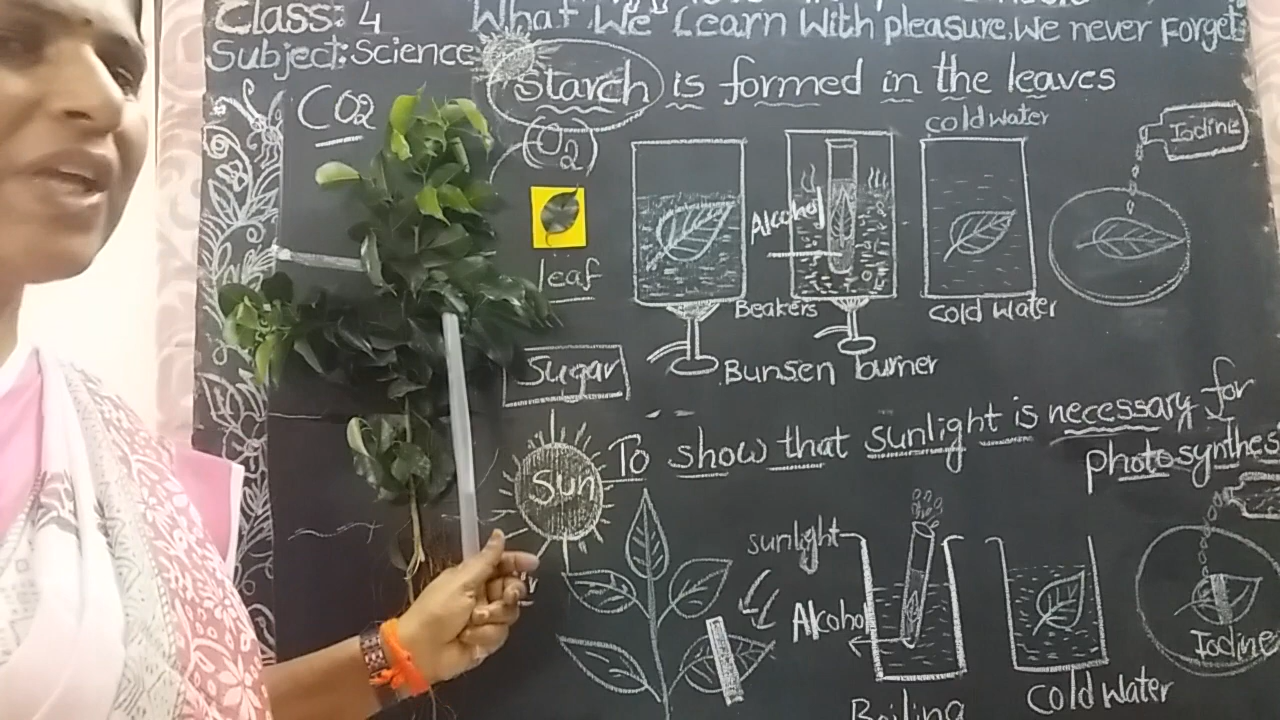 Class: 4
What We Learn With pleasure, We never Forget
Subject: Science
Starch is formed in the leaves
CO2
(O2)
cold water
Iodine
Alcohol
leaf
Beakers
cold water
Bunsen burner
Sugar
To show that sunlight is necessary for
photosynthes
Sun
sunlight
Alcohol
Iodine
Boiling
cold water